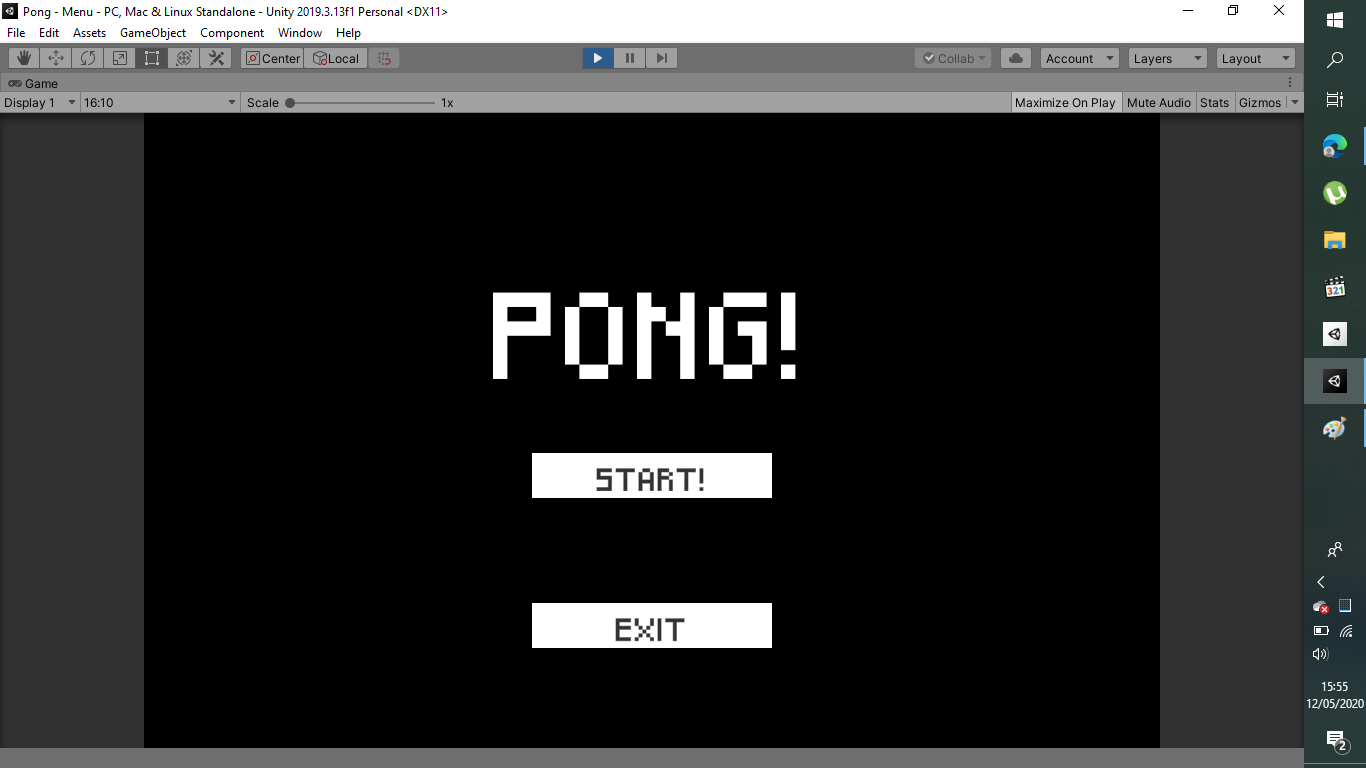 Pong - Menu - PC, Mac & Linux Standalone - Unity 2019.3.13f1 Personal <DX11>
File Edit Assets GameObject Component Window Help
Center Local Collab Account Layers Layout
Game
Display 1 16:10 Scale 1x Maximize On Play Mute Audio Stats Gizmos
PONG!
START!
EXIT
321
15:55
12/05/2020
2